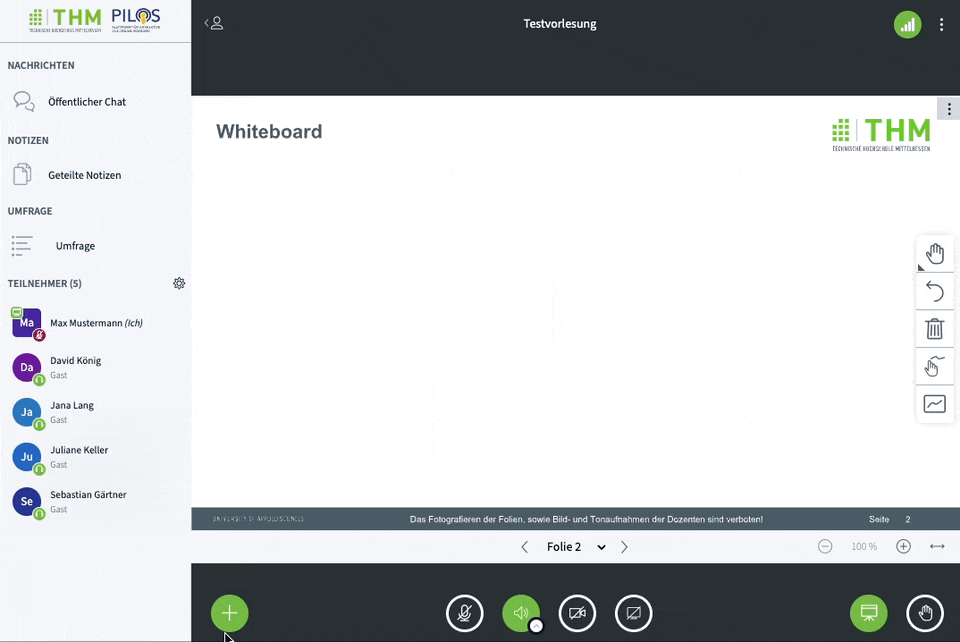 THM
TECHNISCHE HOCHSCHULE MITTELHESSEN
PILOS
Testvorlesung
NACHRICHTEN
Öffentlicher Chat
NOTIZEN
Geteilte Notizen
UMFRAGE
Umfrage
TEILNEHMER (5)
Ma
Max Mustermann (Ich)
Da
David König
Gast
Ja
Jana Lang
Gast
Ju
Juliane Keller
Gast
Se
Sebastian Gärtner
Gast
Whiteboard
THM
TECHNISCHE HOCHSCHULE MITTELHESSEN
UNIVERSITY OF APPLIED SCIENCES
Das Fotografieren der Folien, sowie Bild- und Tonaufnahmen der Dozenten sind verboten!
Seite 2
Folie 2
100 %